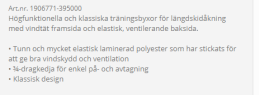 Art.nr. 1906771-395000
Högfunktionella och klassiska träningsbyxor för längdskidåkning
med vindtät framsida och elastisk, ventilerande baksida.
• Tunn och mycket elastisk laminerad polyester som har stickats för
att ge bra vindskydd och ventilation
• ¾-dragkedja för enkel på- och avtagning
• Klassisk design